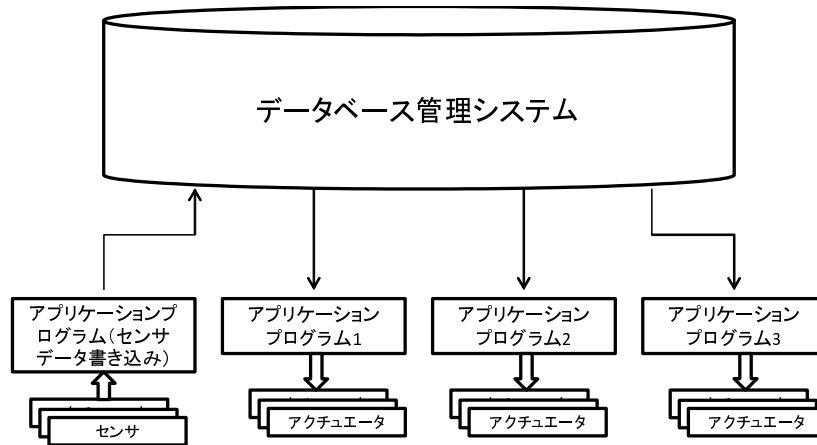 データベース管理システム
アプリケーションプ
ログラム(センサ
データ書き込み)
アプリケーション
プログラム1
アプリケーション
プログラム2
アプリケーション
プログラム3
センサ
アクチュエータ
アクチュエータ
アクチュエータ